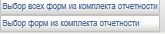 Выбор всех форм из комплекта отчетности
Выбор форм из комплекта отчетности